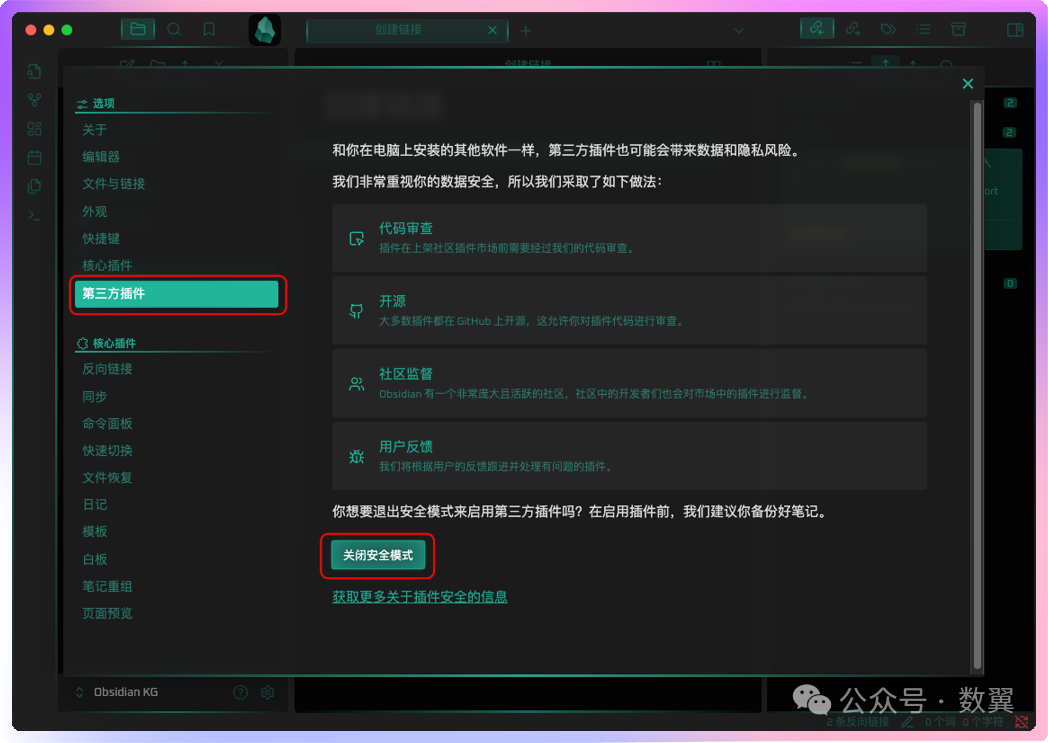 创建链接
创建链接
选项
关于
编辑器
文件与链接
外观
快捷键
核心插件
第三方插件
核心插件
反向链接
同步
命令面板
快速切换
文件恢复
日记
模板
白板
笔记重组
页面预览
Obsidian KG
和你在电脑上安装的其他软件一样，第三方插件也可能会带来数据和隐私风险。
我们非常重视你的数据安全，所以我们采取了如下做法：
代码审查
插件在上架社区插件市场前需要经过我们的代码审查。
开源
大多数插件都在 GitHub 上开源，这允许你对插件代码进行审查。
社区监督
Obsidian 有一个非常庞大且活跃的社区，社区中的开发者们也会对市场中的插件进行监督。
用户反馈
我们将根据用户的反馈跟进并处理有问题的插件。
你想要退出安全模式来启用第三方插件吗？在启用插件前，我们建议你备份好笔记。
关闭安全模式
获取更多关于插件安全的信息
2
2
ort
0
公众号 · 数翼
2 条反向链接 0 个词 0 个字符